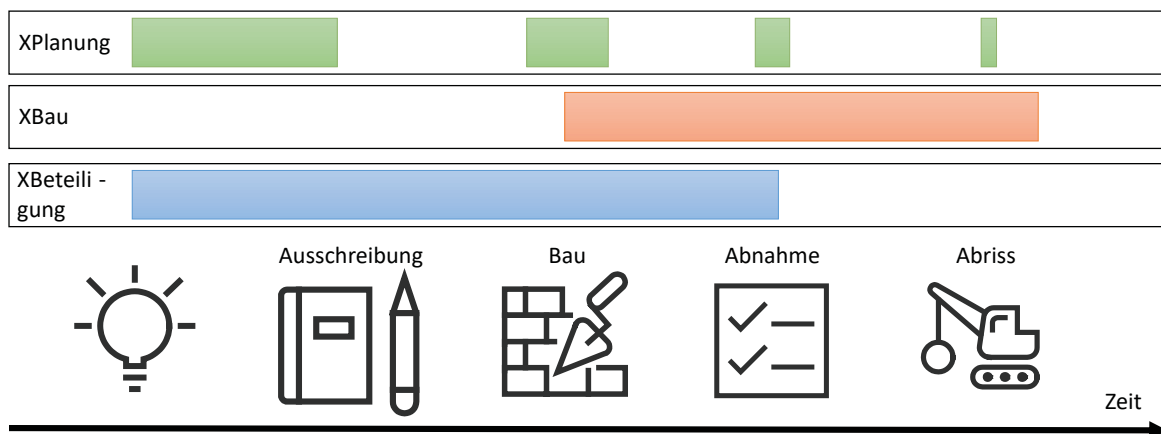 XPlanung
XBau
XBeteili -
gung
Ausschreibung
Bau
Abnahme
Abriss
Zeit